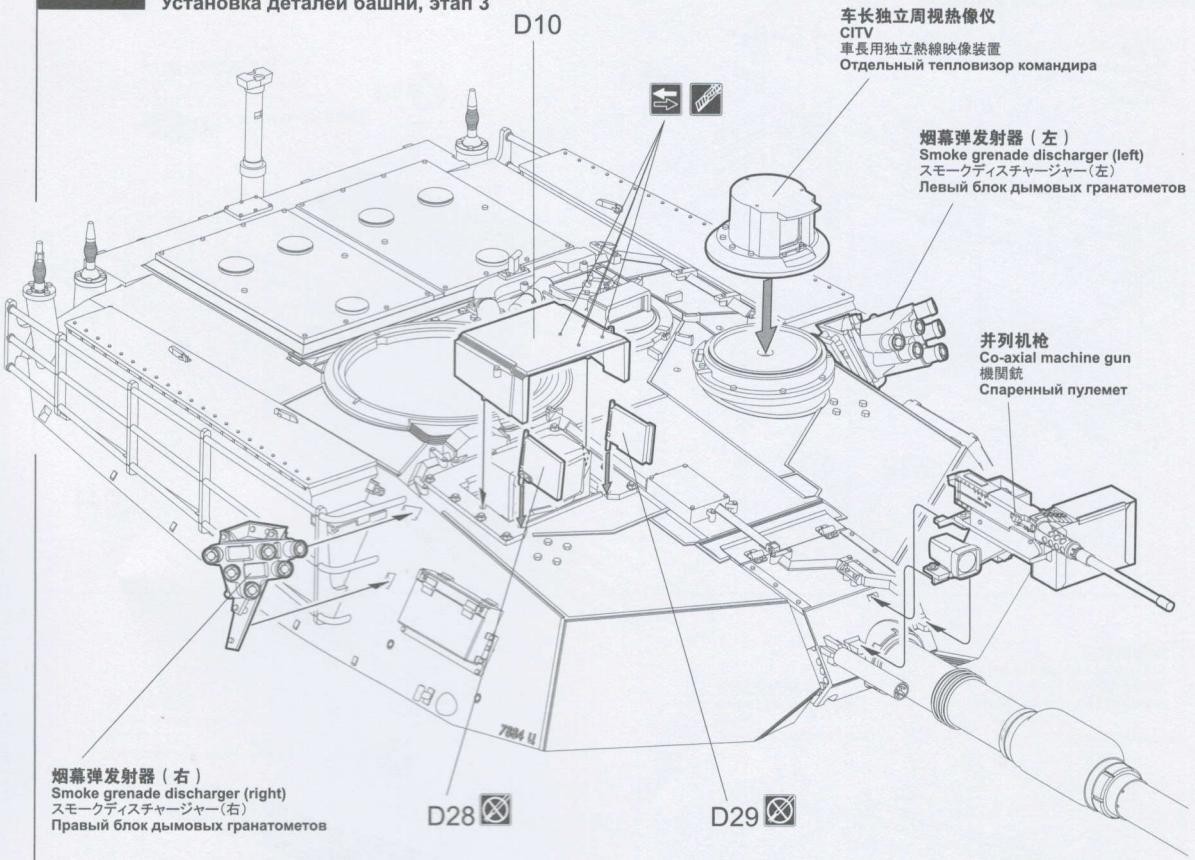 Установка деталей башни, этап 3
D10
车长独立周视热像仪
CITV
車長用独立熱線映像装置
Отдельный тепловизор командира
烟幕弹发射器（左）
Smoke grenade discharger (left)
スモークディスチャージャー(左)
Левый блок дымовых гранатометов
并列机枪
Co-axial machine gun
機関銃
Спаренный пулемет
烟幕弹发射器（右）
Smoke grenade discharger (right)
スモークディスチャージャー(右)
Правый блок дымовых гранатометов
D28
D29